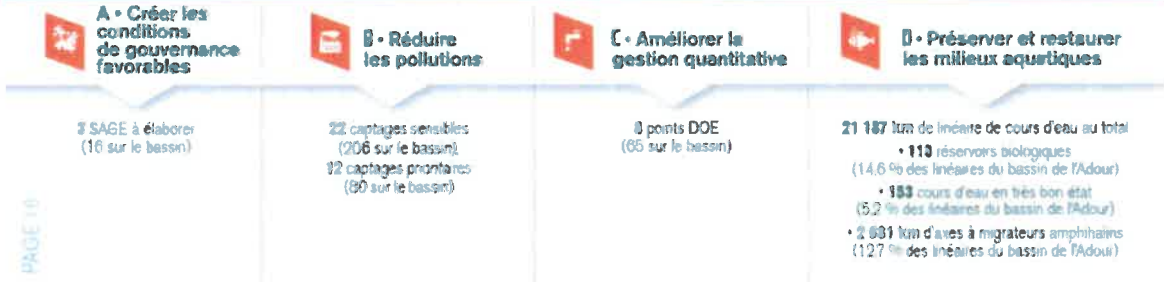 A • Créer les
conditions
de gouvernance
favorables
2 SAGE à élaborer
(16 sur le bassin)
B • Réduire
les pollutions
22 captages sensibles
(206 sur le bassin)
12 captages prioritaires
(80 sur le bassin)
C • Améliorer la
gestion quantitative
8 points DOE
(65 sur le bassin)
D • Préserver et restaurer
les milieux aquatiques
21 187 km de linéaire de cours d'eau au total
• 113 réservoirs biologiques
(14,6 % des linéaires du bassin de l'Adour)
• 153 cours d'eau en très bon état
(5,2 % des linéaires du bassin de l'Adour)
• 2 681 km d'axes à migrateurs amphihalins
(12,7 % des linéaires du bassin de l'Adour)
PAGE 16